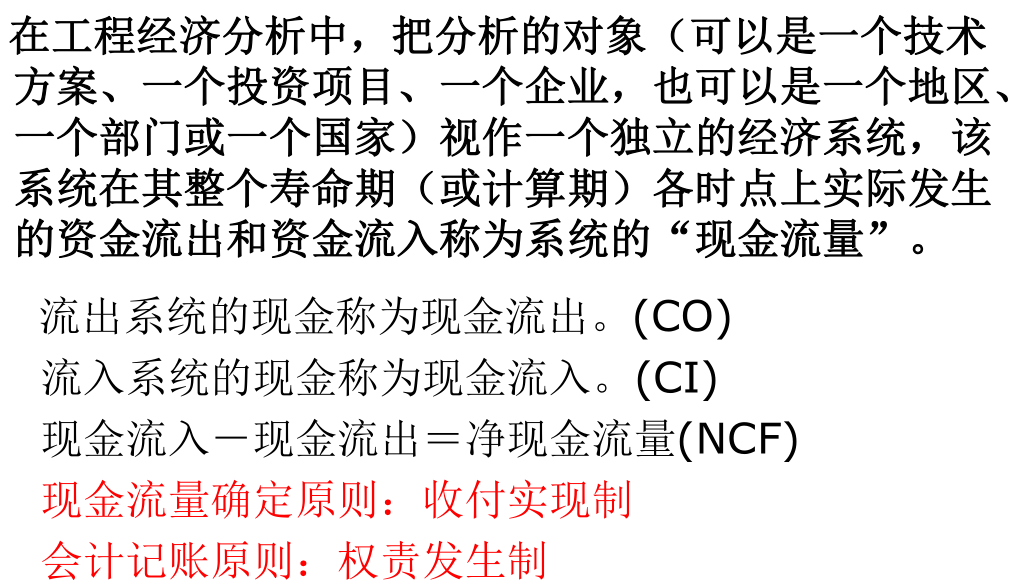 在工程经济分析中，把分析的对象（可以是一个技术
方案、一个投资项目、一个企业，也可以是一个地区、
一个部门或一个国家）视作一个独立的经济系统，该
系统在其整个寿命期（或计算期）各时点上实际发生
的资金流出和资金流入称为系统的“现金流量”。
流出系统的现金称为现金流出。(CO)
流入系统的现金称为现金流入。(CI)
现金流入－现金流出＝净现金流量(NCF)
现金流量确定原则：收付实现制
会计记账原则：权责发生制